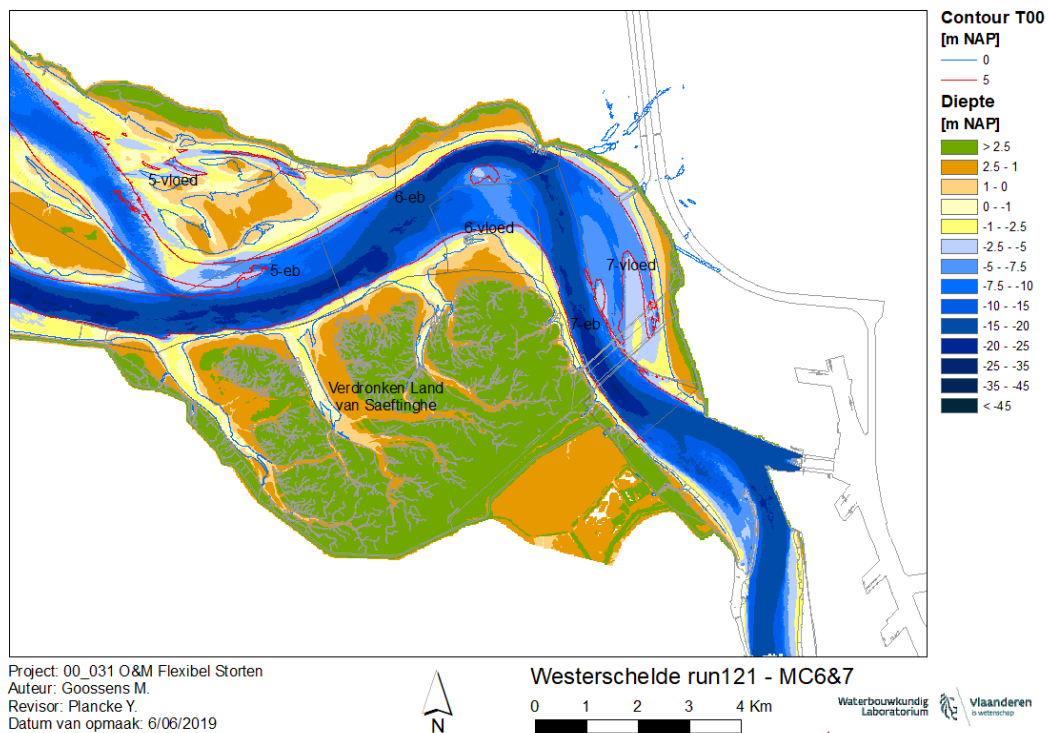 5-vloed
6-eb
6-vloed
5-eb
7-vloed
7-eb
Verdronken Land
van Saeftinghe
Contour T00
[m NAP]
0
5
Diepte
[m NAP]
> 2.5
2.5 - 1
1 - 0
0 - -1
-1 - -2.5
-2.5 - -5
-5 - -7.5
-7.5 - -10
-10 - -15
-15 - -20
-20 - -25
-25 - -35
-35 - -45
< -45
Project: 00_031 O&M Flexibel Storten
Auteur: Goossens M.
Revisor: Plancke Y.
Datum van opmaak: 6/06/2019
N
Westerschelde run121 - MC6&7
0 1 2 3 4 Km
Waterbouwkundig
Laboratorium
Vlaanderen
is wetenschap